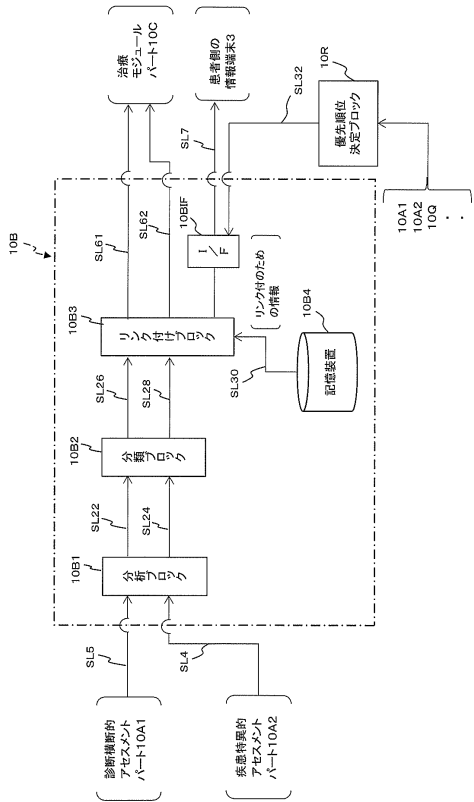 10B
診断横断的
アセスメント
パート10A1
疾患特異的
アセスメント
パート10A2
SL5
SL4
10B1
分析ブロック
SL22
SL24
10B2
分類ブロック
SL26
SL28
10B3
リンク付けブロック
SL30
リンク付のため
の情報
10B4
記憶装置
10BIF
I/F
SL61
SL62
SL7
SL32
治療
モジュール
パート10C
患者側の
情報端末3
10R
優先順位
決定ブロック
10A1
10A2
10Q
・
・